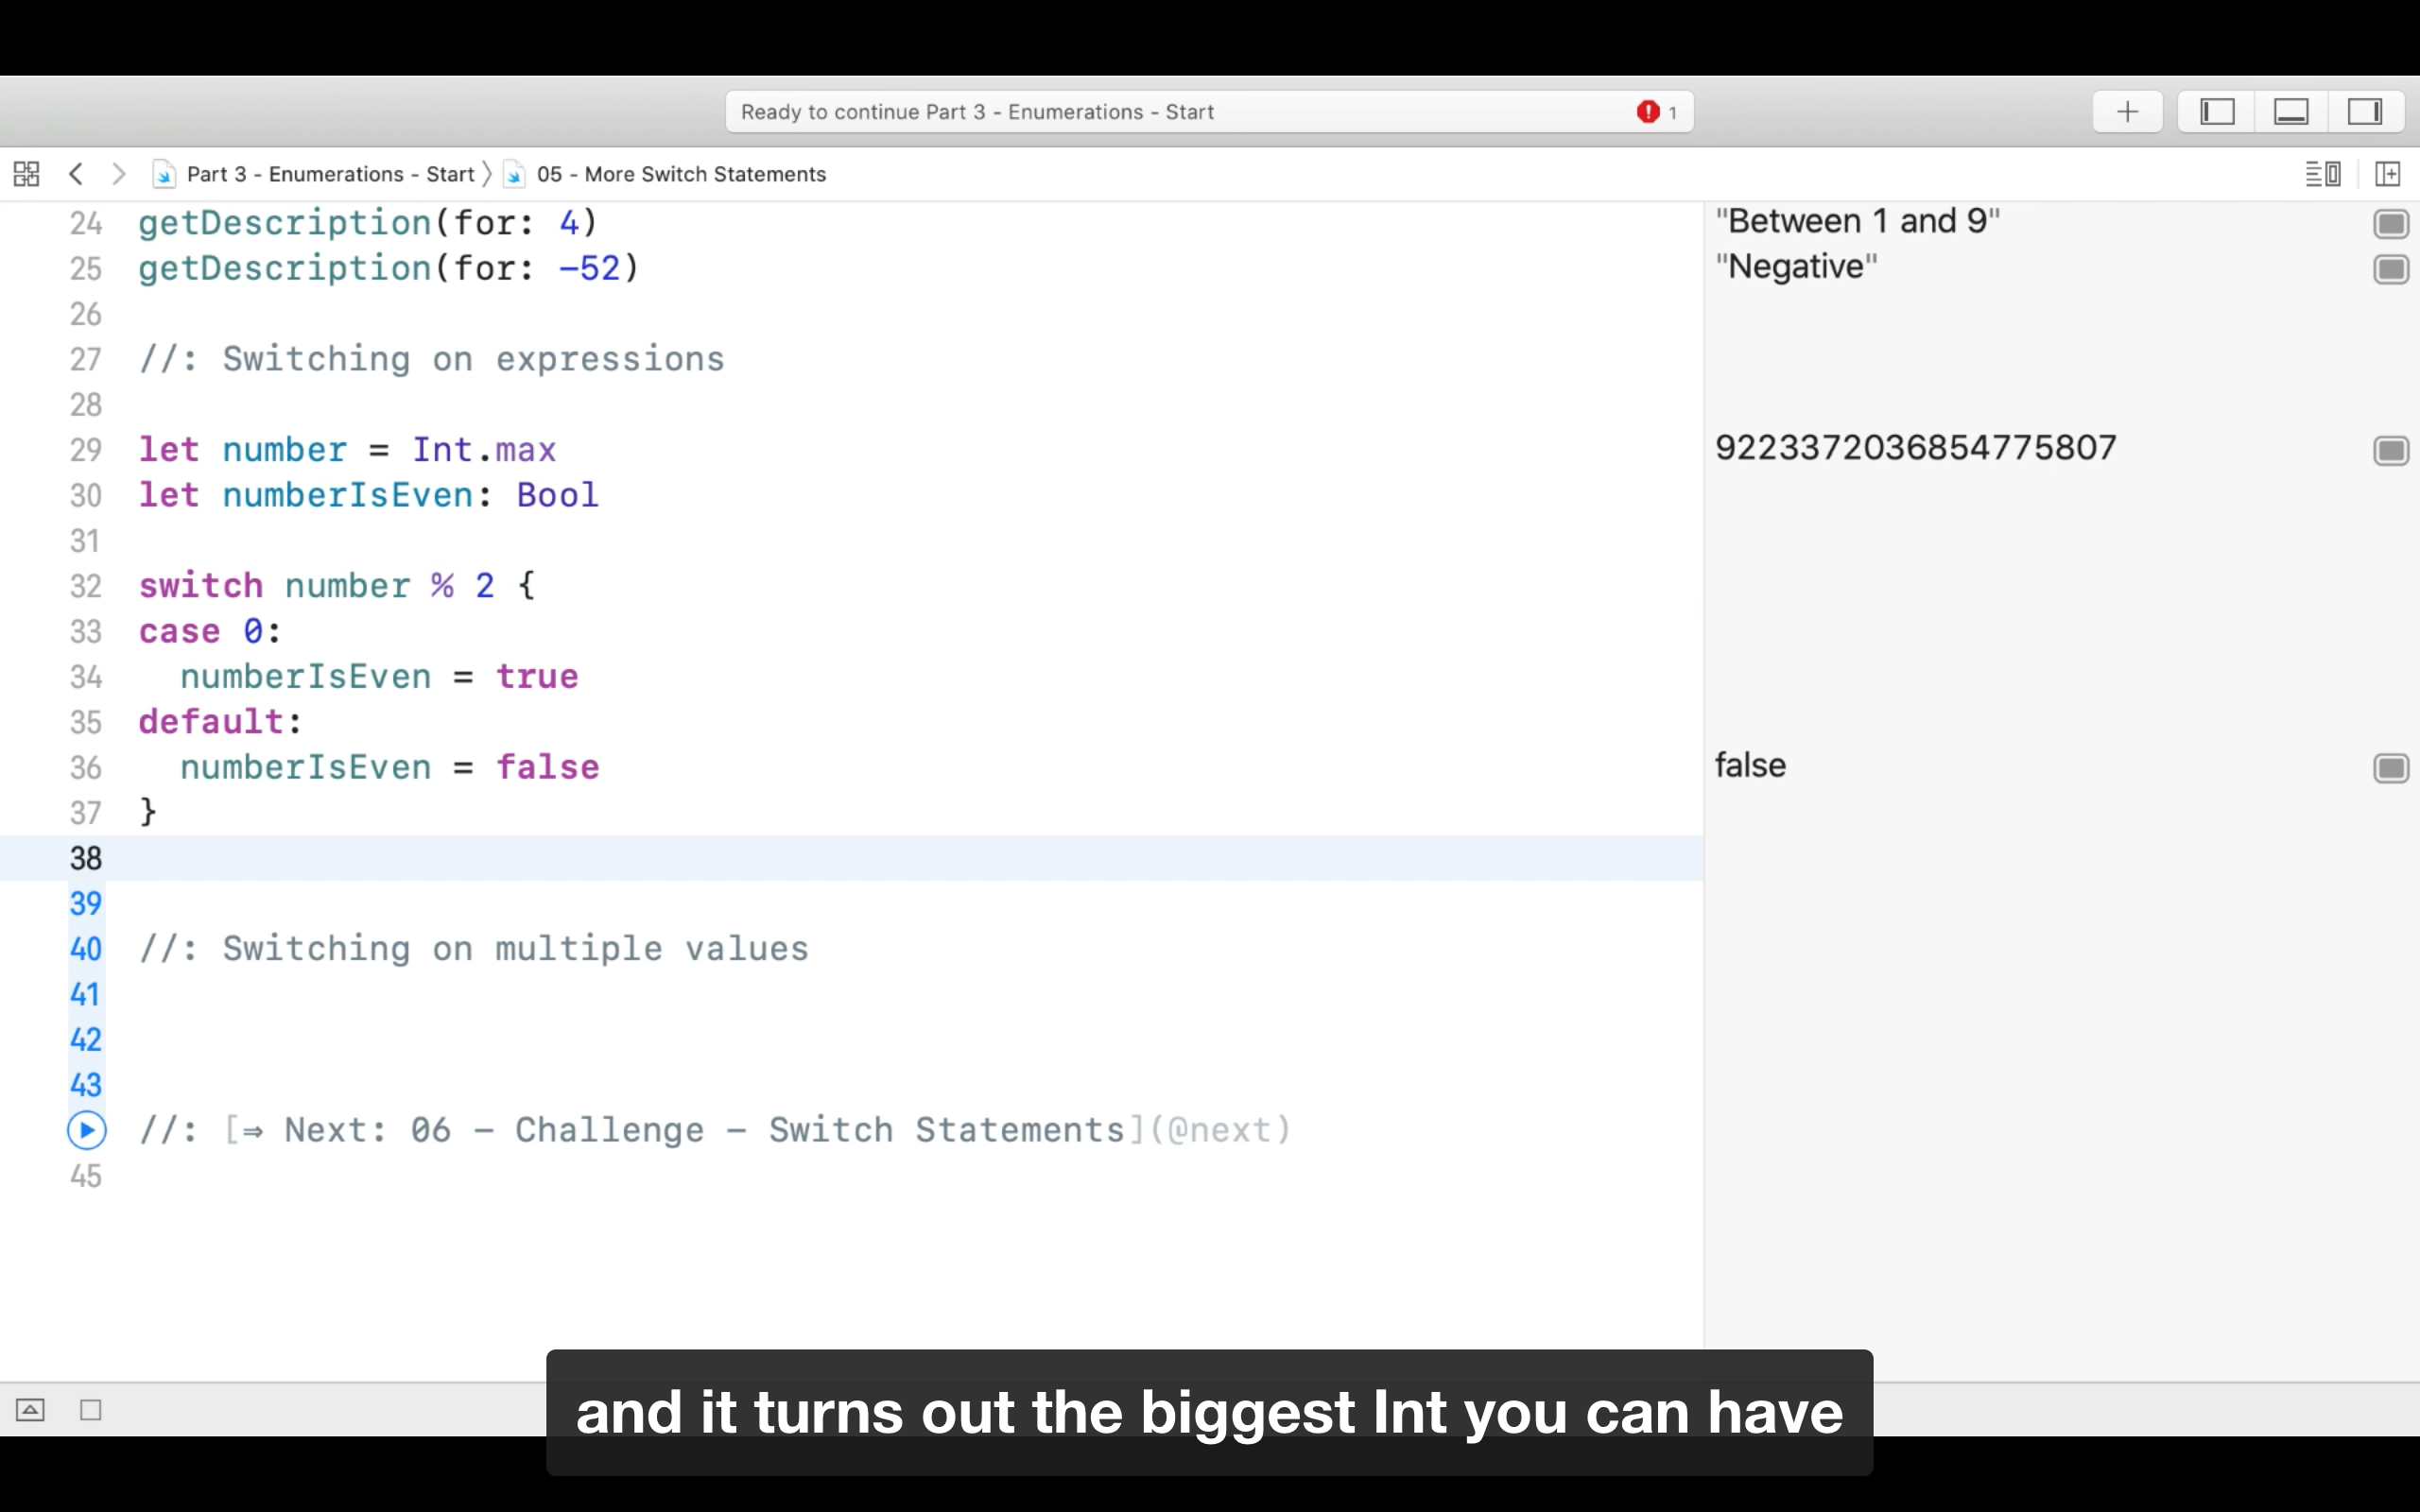 Ready to continue Part 3 - Enumerations - Start 1
Part 3 - Enumerations - Start 05 - More Switch Statements
24 getDescription(for: 4) "Between 1 and 9"
25 getDescription(for: -52) "Negative"
26
27 //: Switching on expressions
28
29 let number = Int.max 9223372036854775807
30 let numberIsEven: Bool
31
32 switch number % 2 {
33 case 0:
34 numberIsEven = true
35 default:
36 numberIsEven = false false
37 }
38
39
40 //: Switching on multiple values
41
42
43
//: [⇒ Next: 06 - Challenge - Switch Statements](@next)
45
and it turns out the biggest Int you can have